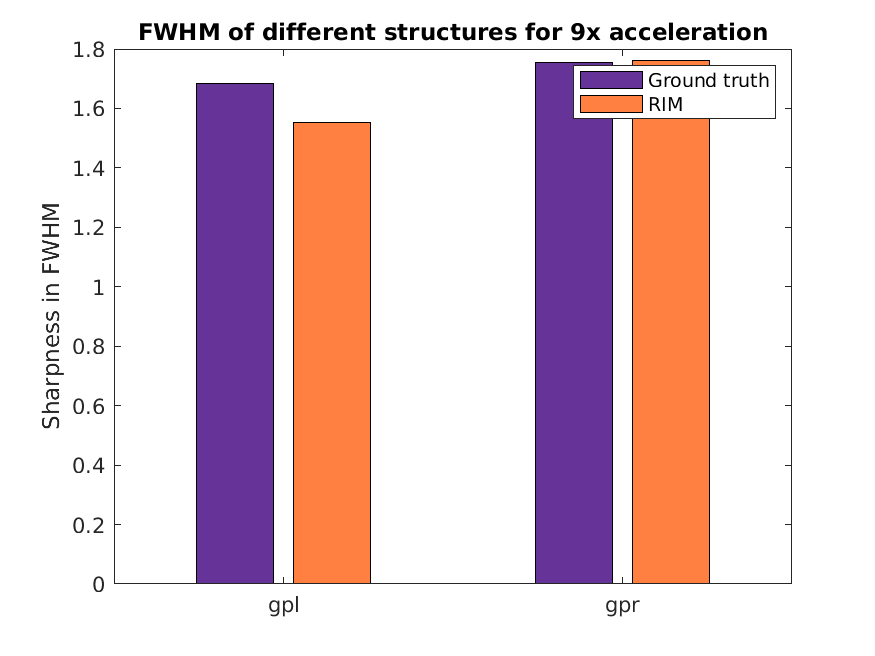 FWHM of different structures for 9x acceleration
1.8
1.6
1.4
1.2
1
0.8
0.6
0.4
0.2
0
Sharpness in FWHM
Ground truth
RIM
gpl
gpr